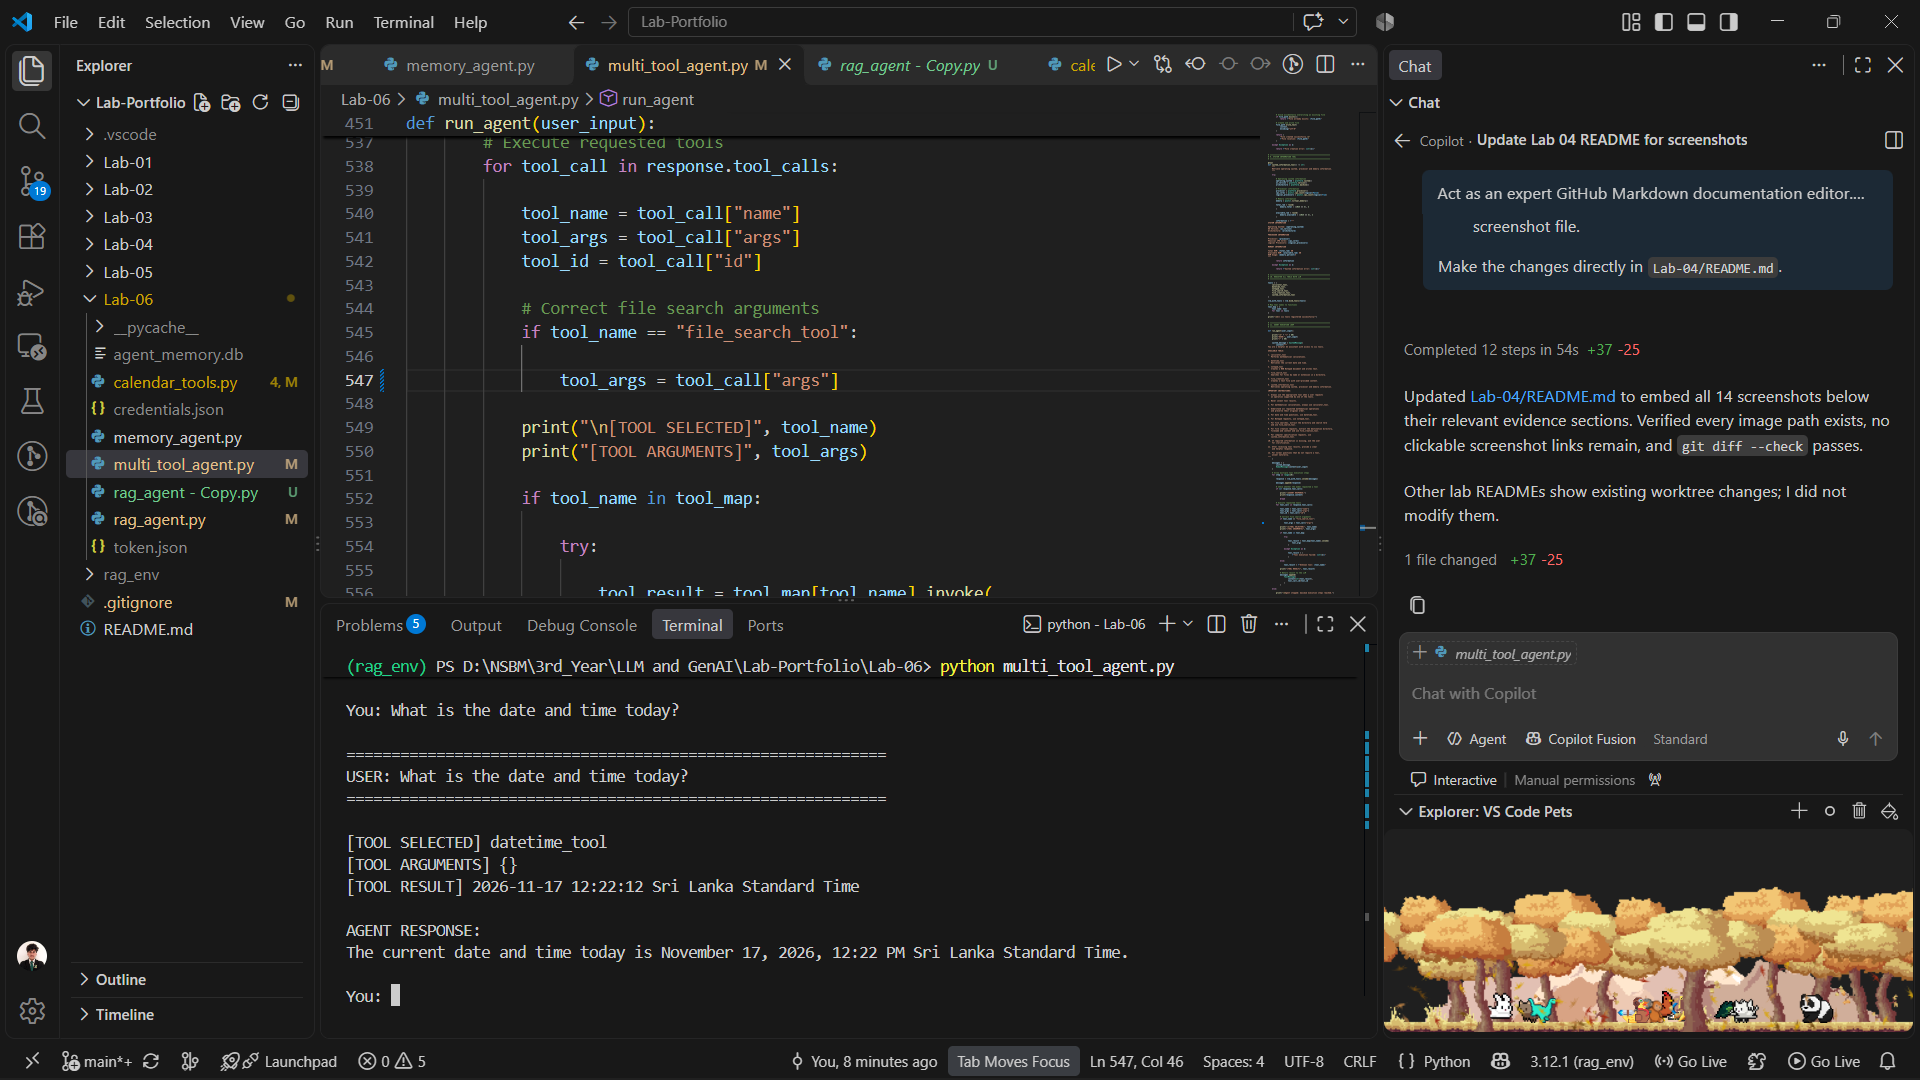 File Edit Selection View Go Run Terminal Help
Lab-Portfolio
Explorer
Lab-Portfolio
.vscode
Lab-01
Lab-02
Lab-03
Lab-04
Lab-05
Lab-06
__pycache__
agent_memory.db
calendar_tools.py 4, M
credentials.json
memory_agent.py
multi_tool_agent.py M
rag_agent - Copy.py U
rag_agent.py M
token.json
rag_env
.gitignore M
README.md
19
Outline
Timeline
M memory_agent.py multi_tool_agent.py M rag_agent - Copy.py U cale
Lab-06 > multi_tool_agent.py > run_agent
451 def run_agent(user_input):
537 # Execute requested tools
538 for tool_call in response.tool_calls:
539
540 tool_name = tool_call["name"]
541 tool_args = tool_call["args"]
542 tool_id = tool_call["id"]
543
544 # Correct file search arguments
545 if tool_name == "file_search_tool":
546
547 tool_args = tool_call["args"]
548
549 print("\n[TOOL SELECTED]", tool_name)
550 print("[TOOL ARGUMENTS]", tool_args)
551
552 if tool_name in tool_map:
553
554 try:
555
556 tool_result = tool_map[tool_name].invoke(
Problems 5 Output Debug Console Terminal Ports
python - Lab-06
(rag_env) PS D:\NSBM\3rd_Year\LLM and GenAI\Lab-Portfolio\Lab-06> python multi_tool_agent.py
You: What is the date and time today?
============================================================
USER: What is the date and time today?
============================================================
[TOOL SELECTED] datetime_tool
[TOOL ARGUMENTS] {}
[TOOL RESULT] 2026-11-17 12:22:12 Sri Lanka Standard Time
AGENT RESPONSE:
The current date and time today is November 17, 2026, 12:22 PM Sri Lanka Standard Time.
You:
Chat
Chat
Copilot · Update Lab 04 README for screenshots
Act as an expert GitHub Markdown documentation editor....
screenshot file.
Make the changes directly in Lab-04/README.md.
Completed 12 steps in 54s +37 -25
Updated Lab-04/README.md to embed all 14 screenshots below
their relevant evidence sections. Verified every image path exists, no
clickable screenshot links remain, and git diff --check passes.
Other lab READMEs show existing worktree changes; I did not
modify them.
1 file changed +37 -25
multi_tool_agent.py
Chat with Copilot
Agent Copilot Fusion Standard
Interactive Manual permissions
Explorer: VS Code Pets
main*+ Launchpad 0 5
You, 8 minutes ago Tab Moves Focus Ln 547, Col 46 Spaces: 4 UTF-8 CRLF { } Python 3.12.1 (rag_env) Go Live Go Live